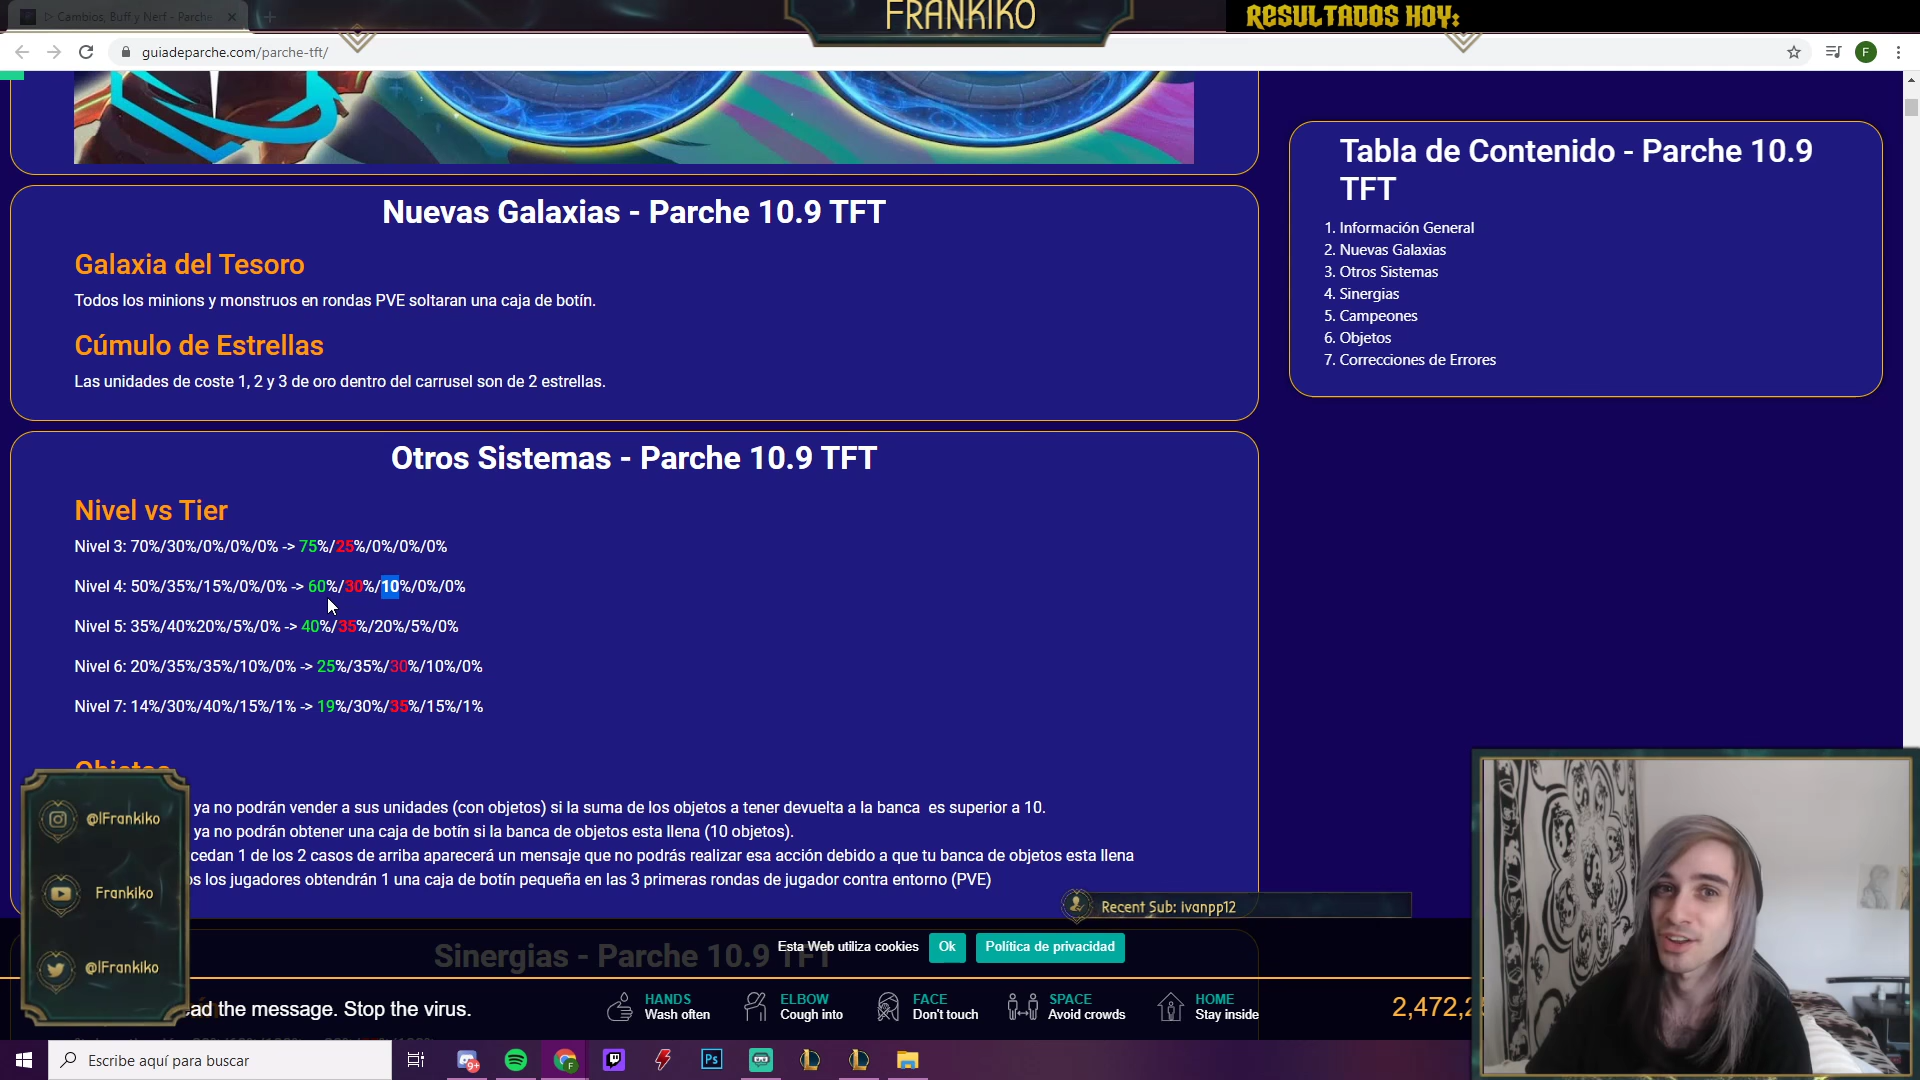 ▷ Cambios, Buff y Nerf - Parche
FRANKIKO
RESULTADOS HOY:
guiadeparche.com/parche-tft/
F
Nuevas Galaxias - Parche 10.9 TFT
Galaxia del Tesoro
Todos los minions y monstruos en rondas PVE soltaran una caja de botín.
Cúmulo de Estrellas
Las unidades de coste 1, 2 y 3 de oro dentro del carrusel son de 2 estrellas.
Tabla de Contenido - Parche 10.9
TFT
1. Información General
2. Nuevas Galaxias
3. Otros Sistemas
4. Sinergias
5. Campeones
6. Objetos
7. Correcciones de Errores
Otros Sistemas - Parche 10.9 TFT
Nivel vs Tier
Nivel 3: 70%/30%/0%/0%/0% -> 75%/25%/0%/0%/0%
Nivel 4: 50%/35%/15%/0%/0% -> 60%/30%/10%/0%/0%
Nivel 5: 35%/40%20%/5%/0% -> 40%/35%/20%/5%/0%
Nivel 6: 20%/35%/35%/10%/0% -> 25%/35%/30%/10%/0%
Nivel 7: 14%/30%/40%/15%/1% -> 19%/30%/35%/15%/1%
Objetos
ya no podrán vender a sus unidades (con objetos) si la suma de los objetos a tener devuelta a la banca es superior a 10.
ya no podrán obtener una caja de botín si la banca de objetos esta llena (10 objetos).
cedan 1 de los 2 casos de arriba aparecerá un mensaje que no podrás realizar esa acción debido a que tu banca de objetos esta llena
os los jugadores obtendrán 1 una caja de botín pequeña en las 3 primeras rondas de jugador contra entorno (PVE)
@lFrankiko
Frankiko
@lFrankiko
Recent Sub: ivanpp12
Sinergias - Parche 10.9 TFT
Esta Web utiliza cookies
Ok
Política de privacidad
ead the message. Stop the virus.
HANDS
Wash often
ELBOW
Cough into
FACE
Don't touch
SPACE
Avoid crowds
HOME
Stay inside
2,472,2
Escribe aquí para buscar
9+
Ps